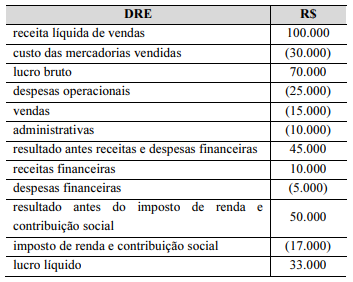 DRE R$
receita líquida de vendas 100.000
custo das mercadorias vendidas (30.000)
lucro bruto 70.000
despesas operacionais (25.000)
vendas (15.000)
administrativas (10.000)
resultado antes receitas e despesas financeiras 45.000
receitas financeiras 10.000
despesas financeiras (5.000)
resultado antes do imposto de renda e
contribuição social 50.000
imposto de renda e contribuição social (17.000)
lucro líquido 33.000